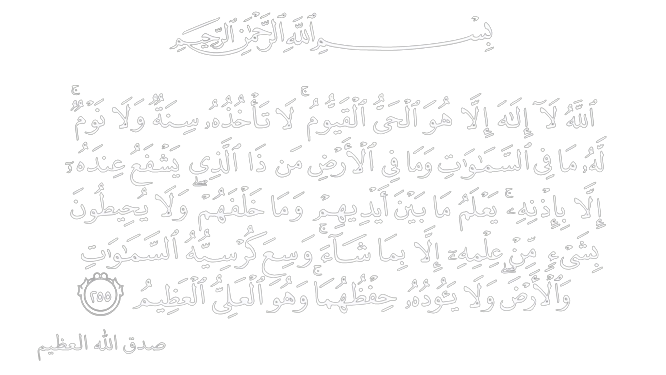 بِسْمِ ٱللَّهِ ٱلرَّحْمَٰنِ ٱلرَّحِيمِ
ٱللَّهُ لَآ إِلَٰهَ إِلَّا هُوَ ٱلْحَيُّ ٱلْقَيُّومُ ۚ لَا تَأْخُذُهُۥ سِنَةٌ وَلَا نَوْمٌ ۚ
لَّهُۥ مَا فِى ٱلسَّمَٰوَٰتِ وَمَا فِى ٱلْأَرْضِ ۗ مَن ذَا ٱلَّذِى يَشْفَعُ عِندَهُۥٓ
إِلَّا بِإِذْنِهِۦ ۚ يَعْلَمُ مَا بَيْنَ أَيْدِيهِمْ وَمَا خَلْفَهُمْ ۖ وَلَا يُحِيطُونَ
بِشَىْءٍ مِّنْ عِلْمِهِۦٓ إِلَّا بِمَا شَآءَ ۚ وَسِعَ كُرْسِيُّهُ ٱلسَّمَٰوَٰتِ
وَٱلْأَرْضَ ۖ وَلَا يَـُٔودُهُۥ حِفْظُهُمَا ۚ وَهُوَ ٱلْعَلِىُّ ٱلْعَظِيمُ ٢٥٥
صدق الله العظيم